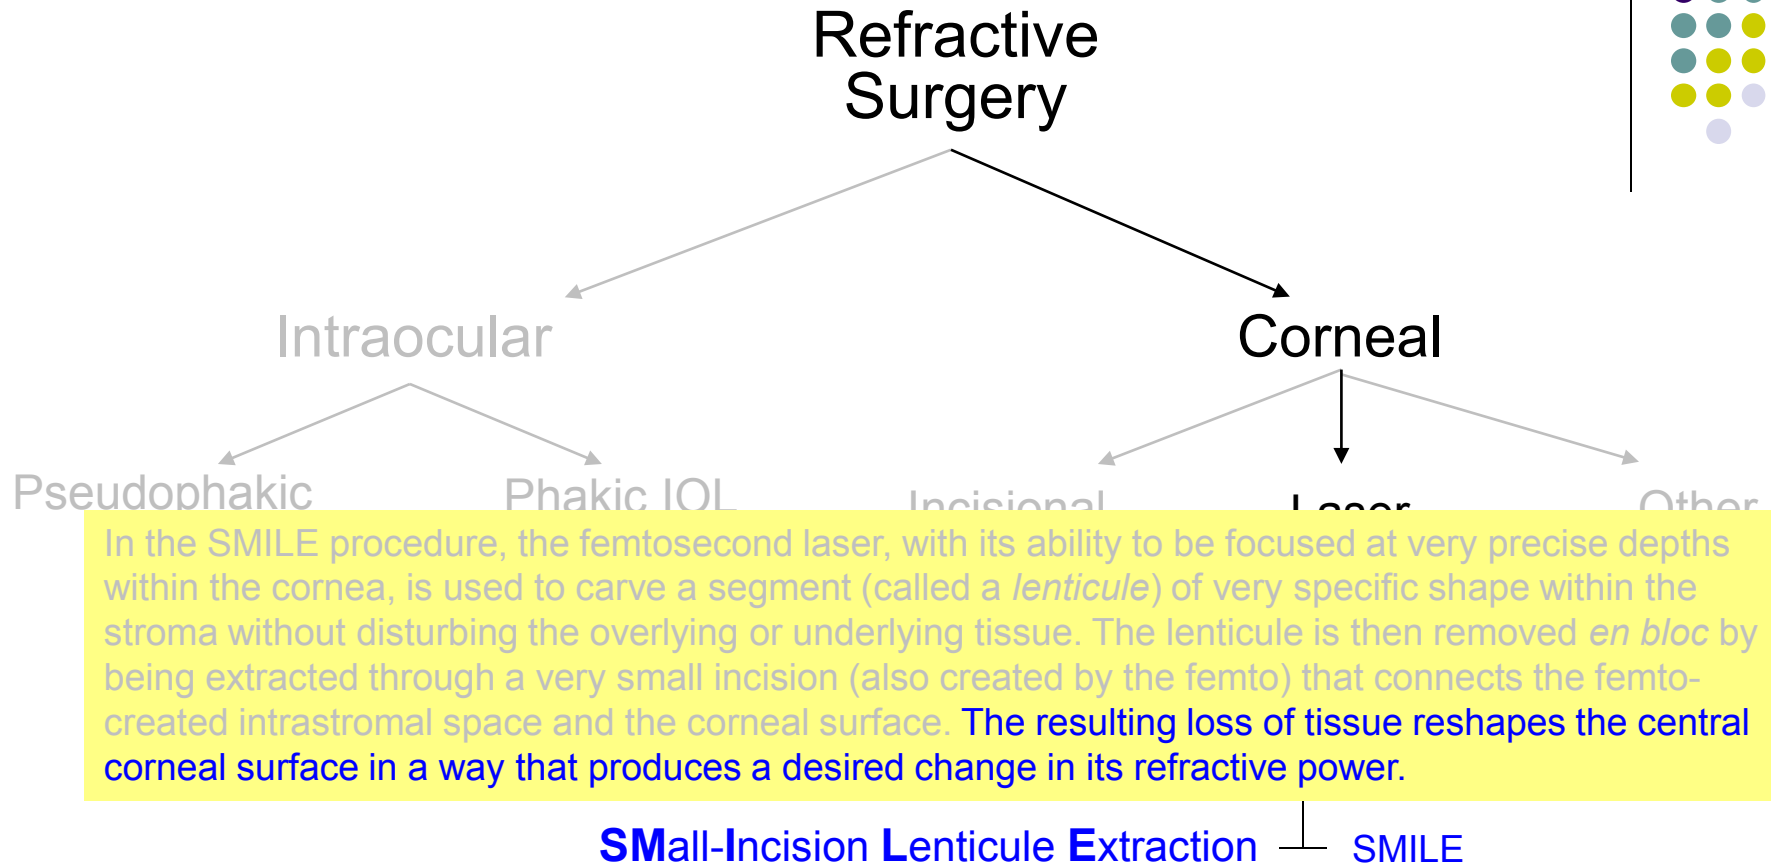 Refractive
Surgery
Intraocular
Corneal
Pseudophakic
Phakic IOL
Incisional
Laser
Other
In the SMILE procedure, the femtosecond laser, with its ability to be focused at very precise depths
within the cornea, is used to carve a segment (called a lenticule) of very specific shape within the
stroma without disturbing the overlying or underlying tissue. The lenticule is then removed en bloc by
being extracted through a very small incision (also created by the femto) that connects the femto-
created intrastromal space and the corneal surface. The resulting loss of tissue reshapes the central
corneal surface in a way that produces a desired change in its refractive power.
SMall-Incision Lenticule Extraction
SMILE